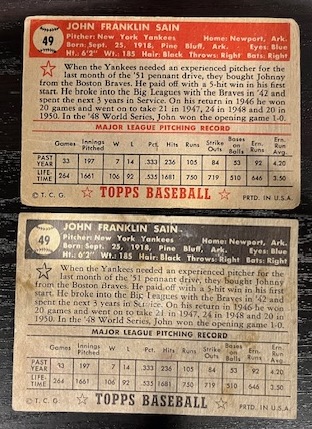 49
JOHN FRANKLIN SAIN
Pitcher: New York Yankees Home: Newport, Ark.
Born: Sept. 25, 1918, Pine Bluff, Ark. Eyes: Blue
Ht.: 6'2" Wt.: 185 Hair: Black Throws: Right Bats: Right
When the Yankees needed an experienced pitcher for the
last month of the '51 pennant drive, they bought Johnny
from the Boston Braves. He paid off with a 5-hit win in his first
start. He broke into the Big Leagues with the Braves in '42 and
spent the next 3 years in Service. On his return in 1946 he won
20 games and went on to take 21 in 1947, 24 in 1948 and 20 in
1950. In the '48 World Series, John won the opening game 1-0.
MAJOR LEAGUE PITCHING RECORD
Games Innings Pitched W L Pct. Hits Runs Strike Outs Bases on Balls Ern. Runs Ern. Run Avg.
PAST YEAR 33 197 7 14 .333 236 105 84 53 92 4.20
LIFE-TIME 264 1661 106 92 .535 1681 750 719 510 646 3.50
© T. C. G. TOPPS BASEBALL PRTD. IN U.S.A.
49
JOHN FRANKLIN SAIN
Pitcher: New York Yankees Home: Newport, Ark.
Born: Sept. 25, 1918, Pine Bluff, Ark. Eyes: Blue
Ht.: 6'2" Wt.: 185 Hair: Black Throws: Right Bats: Right
When the Yankees needed an experienced pitcher for the
last month of the '51 pennant drive, they bought Johnny
from the Boston Braves. He paid off with a 5-hit win in his first
start. He broke into the Big Leagues with the Braves in '42 and
spent the next 3 years in Service. On his return in 1946 he won
20 games and went on to take 21 in 1947, 24 in 1948 and 20 in
1950. In the '48 World Series, John won the opening game 1-0.
MAJOR LEAGUE PITCHING RECORD
Games Innings Pitched W L Pct. Hits Runs Strike Outs Bases on Balls Ern. Runs Ern. Run Avg.
PAST YEAR 33 197 7 14 .333 236 105 84 53 92 4.20
LIFE-TIME 264 1661 106 92 .535 1681 750 719 510 646 3.50
© T. C. G. TOPPS BASEBALL PRTD. IN U.S.A.